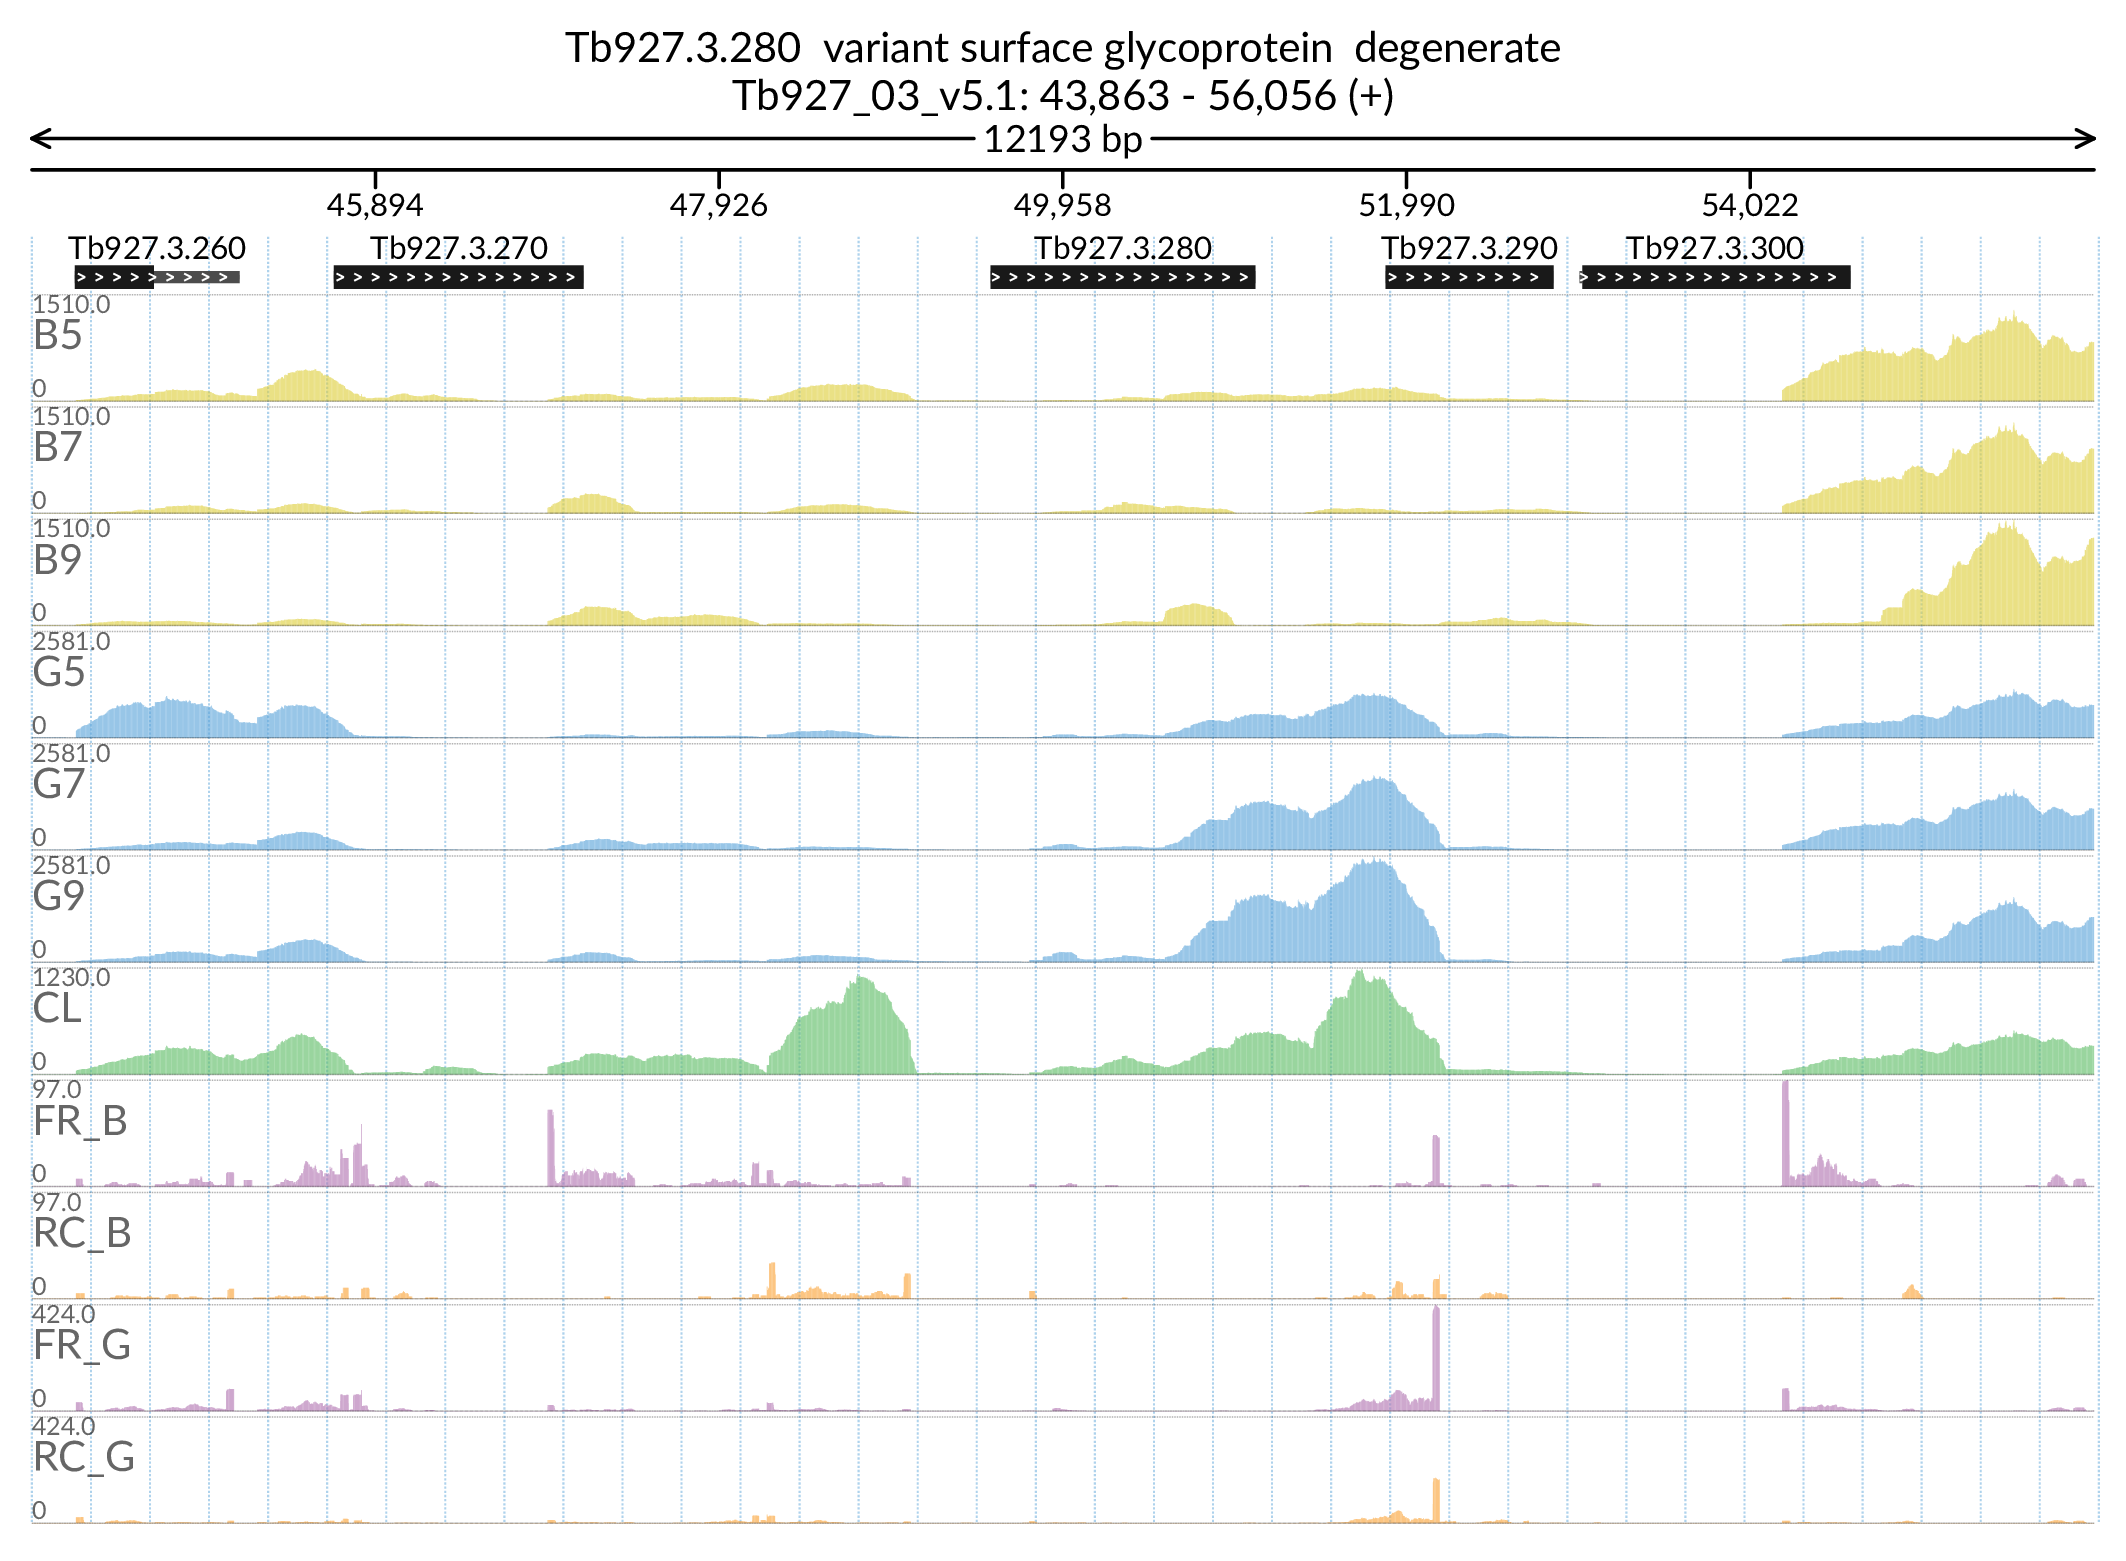 Tb927.3.280 variant surface glycoprotein degenerate
Tb927_03_v5.1: 43,863 - 56,056 (+)
12193 bp
45,894 47,926 49,958 51,990 54,022
Tb927.3.260 Tb927.3.270 Tb927.3.280 Tb927.3.290 Tb927.3.300
1510.0
B5
0
1510.0
B7
0
1510.0
B9
0
2581.0
G5
0
2581.0
G7
0
2581.0
G9
0
1230.0
CL
0
97.0
FR_B
0
97.0
RC_B
0
424.0
FR_G
0
424.0
RC_G
0